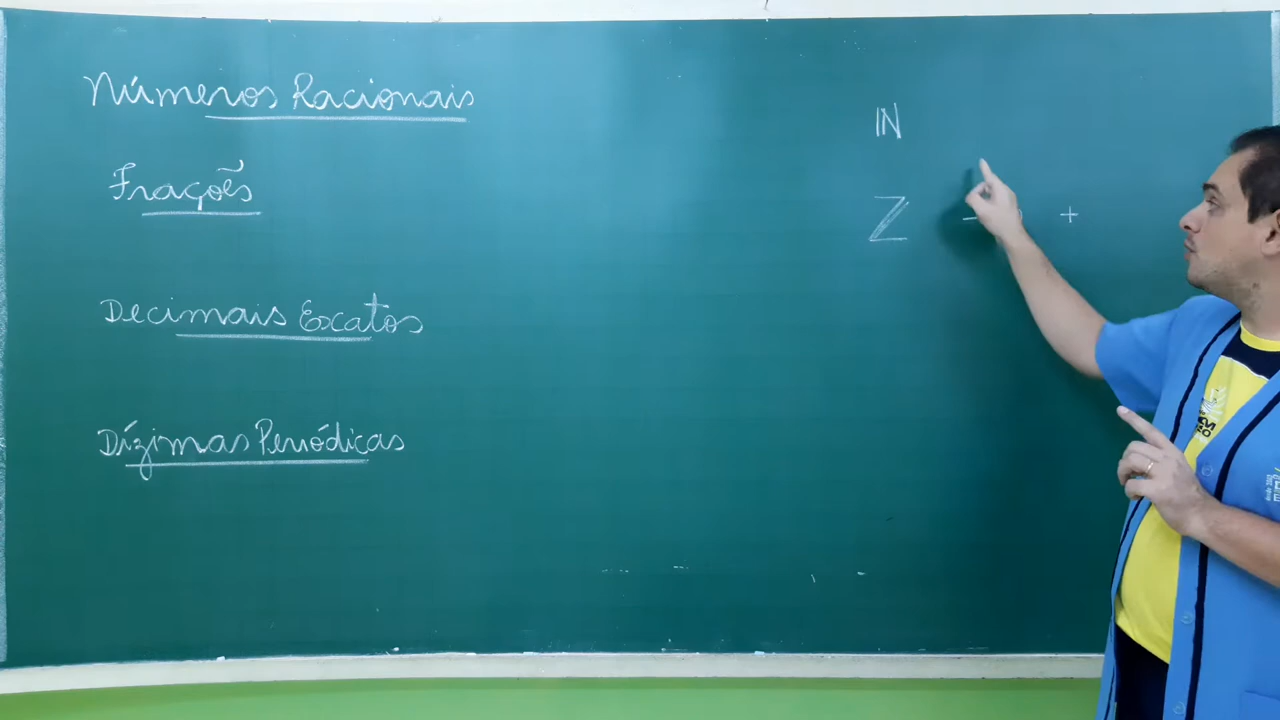 Números Racionais
Frações
Decimais Exatos
Dízimas Periódicas
IN
Z - +